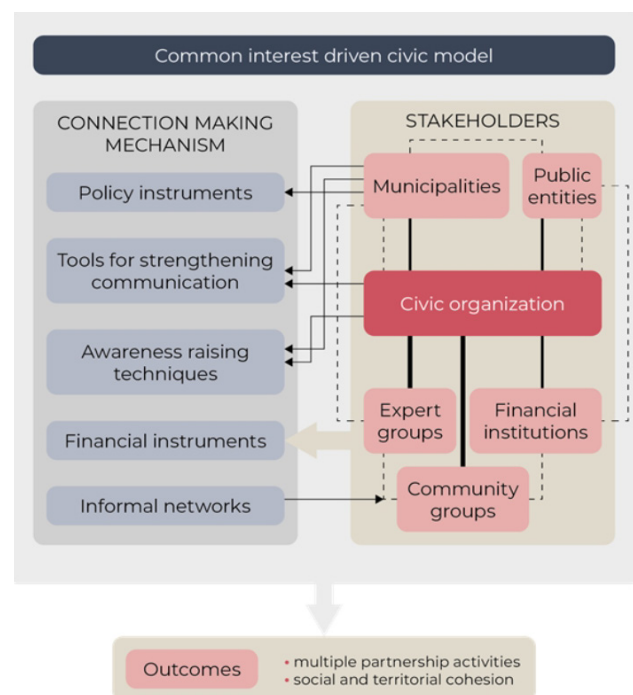 Common interest driven civic model
CONNECTION MAKING
MECHANISM
Policy instruments
Tools for strengthening
communication
Awareness raising
techniques
Financial instruments
Informal networks
STAKEHOLDERS
Municipalities
Public
entities
Civic organization
Expert
groups
Financial
institutions
Community
groups
Outcomes
• multiple partnership activities
• social and territorial cohesion